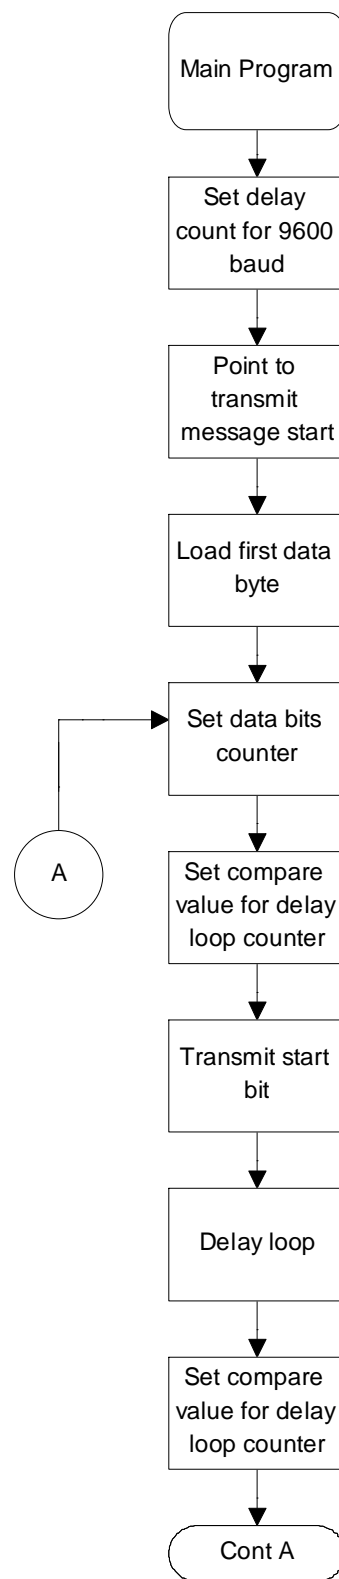 Main Program
Set delay
count for 9600
baud
Point to
transmit
message start
Load first data
byte
Set data bits
counter
A
Set compare
value for delay
loop counter
Transmit start
bit
Delay loop
Set compare
value for delay
loop counter
Cont A